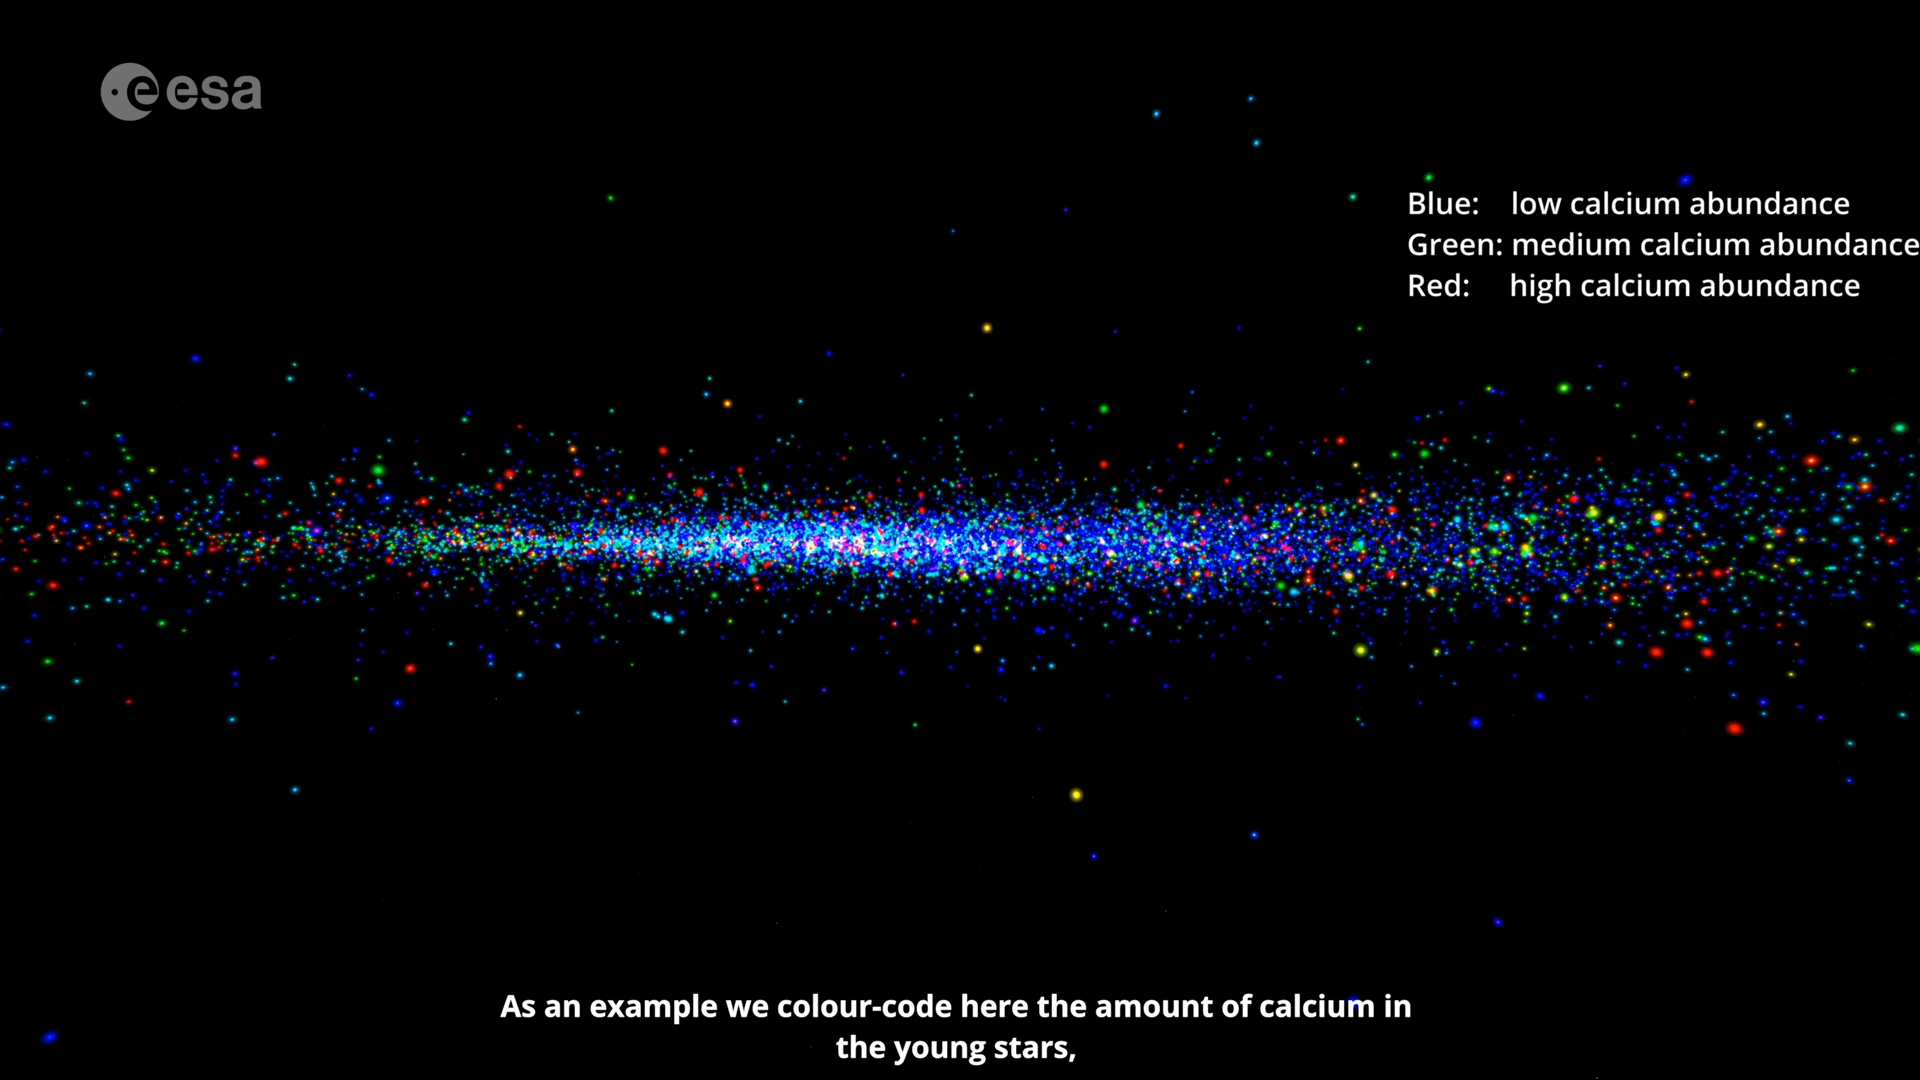 esa
Blue: low calcium abundance
Green: medium calcium abundance
Red: high calcium abundance
As an example we colour-code here the amount of calcium in
the young stars,